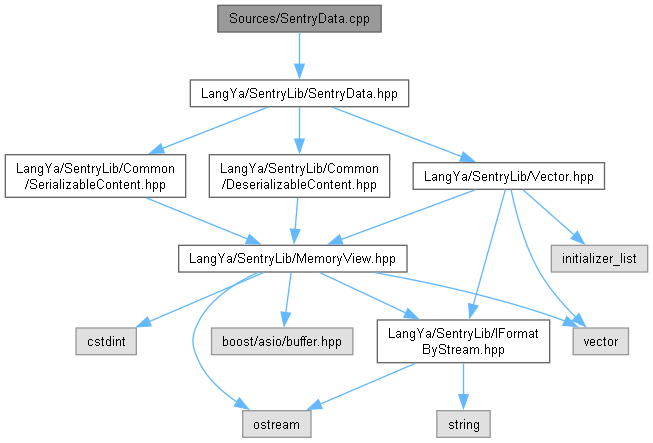 Sources/SentryData.cpp
LangYa/SentryLib/SentryData.hpp
LangYa/SentryLib/Common
/SerializableContent.hpp
LangYa/SentryLib/Common
/DeserializableContent.hpp
LangYa/SentryLib/Vector.hpp
LangYa/SentryLib/MemoryView.hpp
initializer_list
cstdint
boost/asio/buffer.hpp
LangYa/SentryLib/IFormat
ByStream.hpp
vector
ostream
string